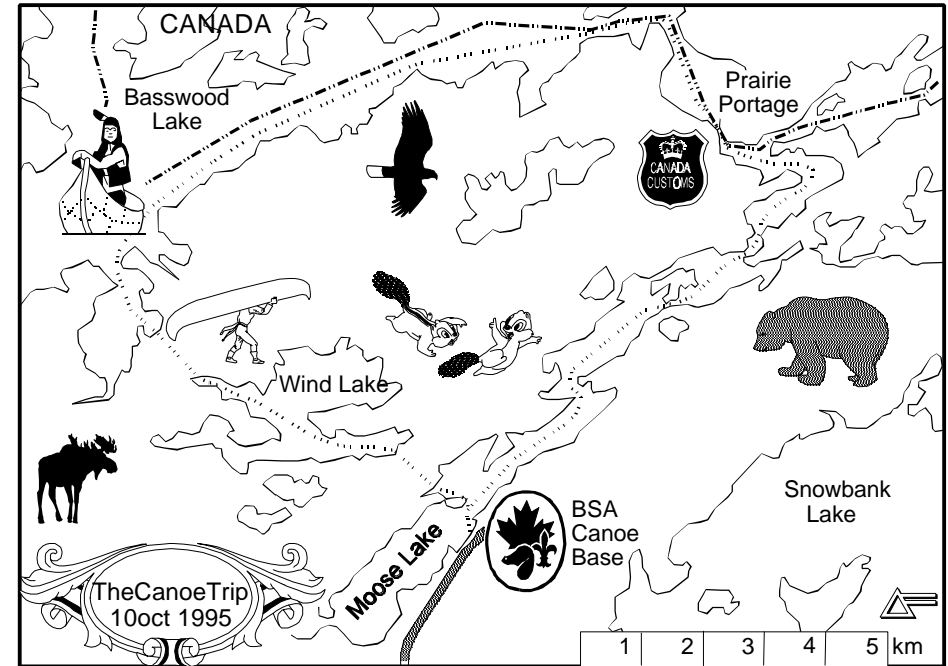 CANADA
Basswood
Lake
Prairie
Portage
CANADA
CUSTOMS
Wind Lake
Snowbank
Lake
BSA
Canoe
Base
Moose Lake
TheCanoeTrip
10oct 1995
1 2 3 4 5 km